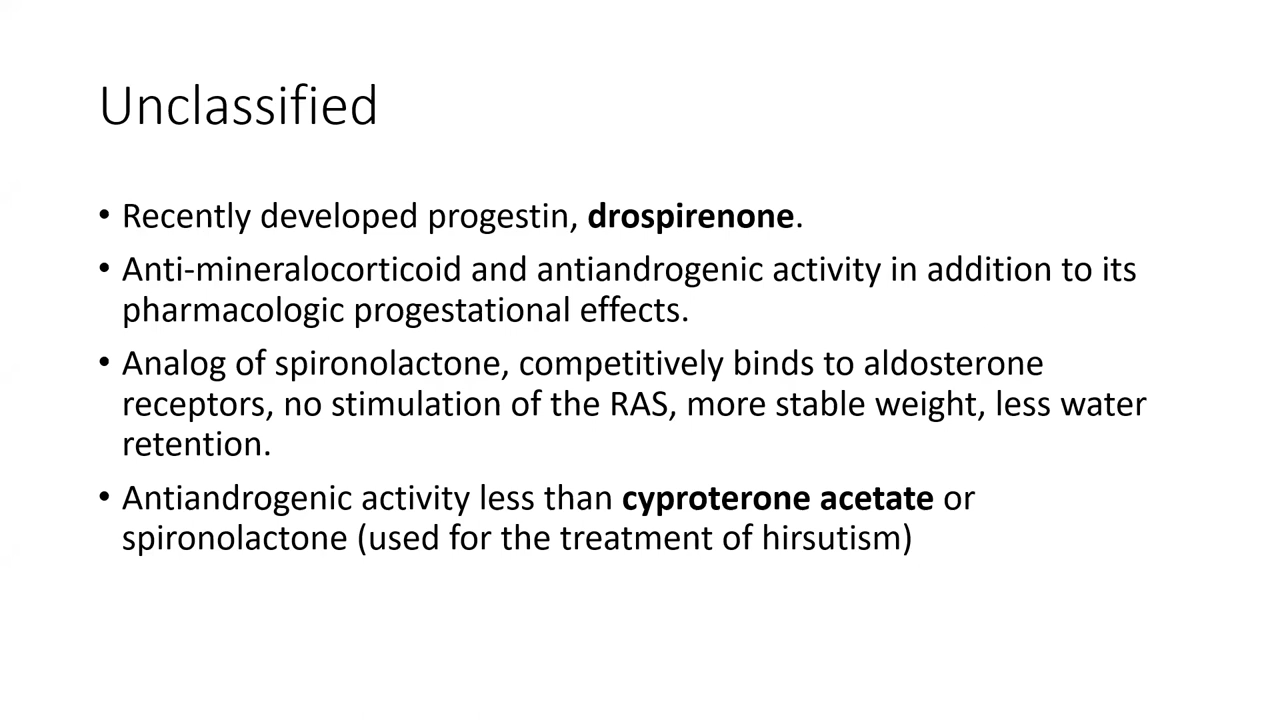 Unclassified
• Recently developed progestin, drospirenone.
• Anti-mineralocorticoid and antiandrogenic activity in addition to its
pharmacologic progestational effects.
• Analog of spironolactone, competitively binds to aldosterone
receptors, no stimulation of the RAS, more stable weight, less water
retention.
• Antiandrogenic activity less than cyproterone acetate or
spironolactone (used for the treatment of hirsutism)